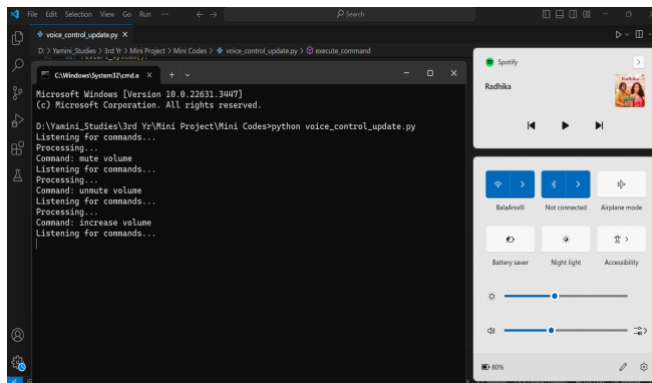 File Edit Selection View Go Run ... Search
voice_control_update.py
D: > Yamini_Studies > 3rd Yr > Mini Project > Mini Codes > voice_control_update.py > execute_command
C:\Windows\System32\cmd.e
Microsoft Windows [Version 10.0.22631.3447]
(c) Microsoft Corporation. All rights reserved.
D:\Yamini_Studies\3rd Yr\Mini Project\Mini Codes>python voice_control_update.py
Listening for commands...
Processing...
Command: mute volume
Listening for commands...
Processing...
Command: unmute volume
Listening for commands...
Processing...
Command: increase volume
Listening for commands...
Spotify
Radhika
Not connected
Airplane mode
Battery saver
Night light
Accessibility
80%